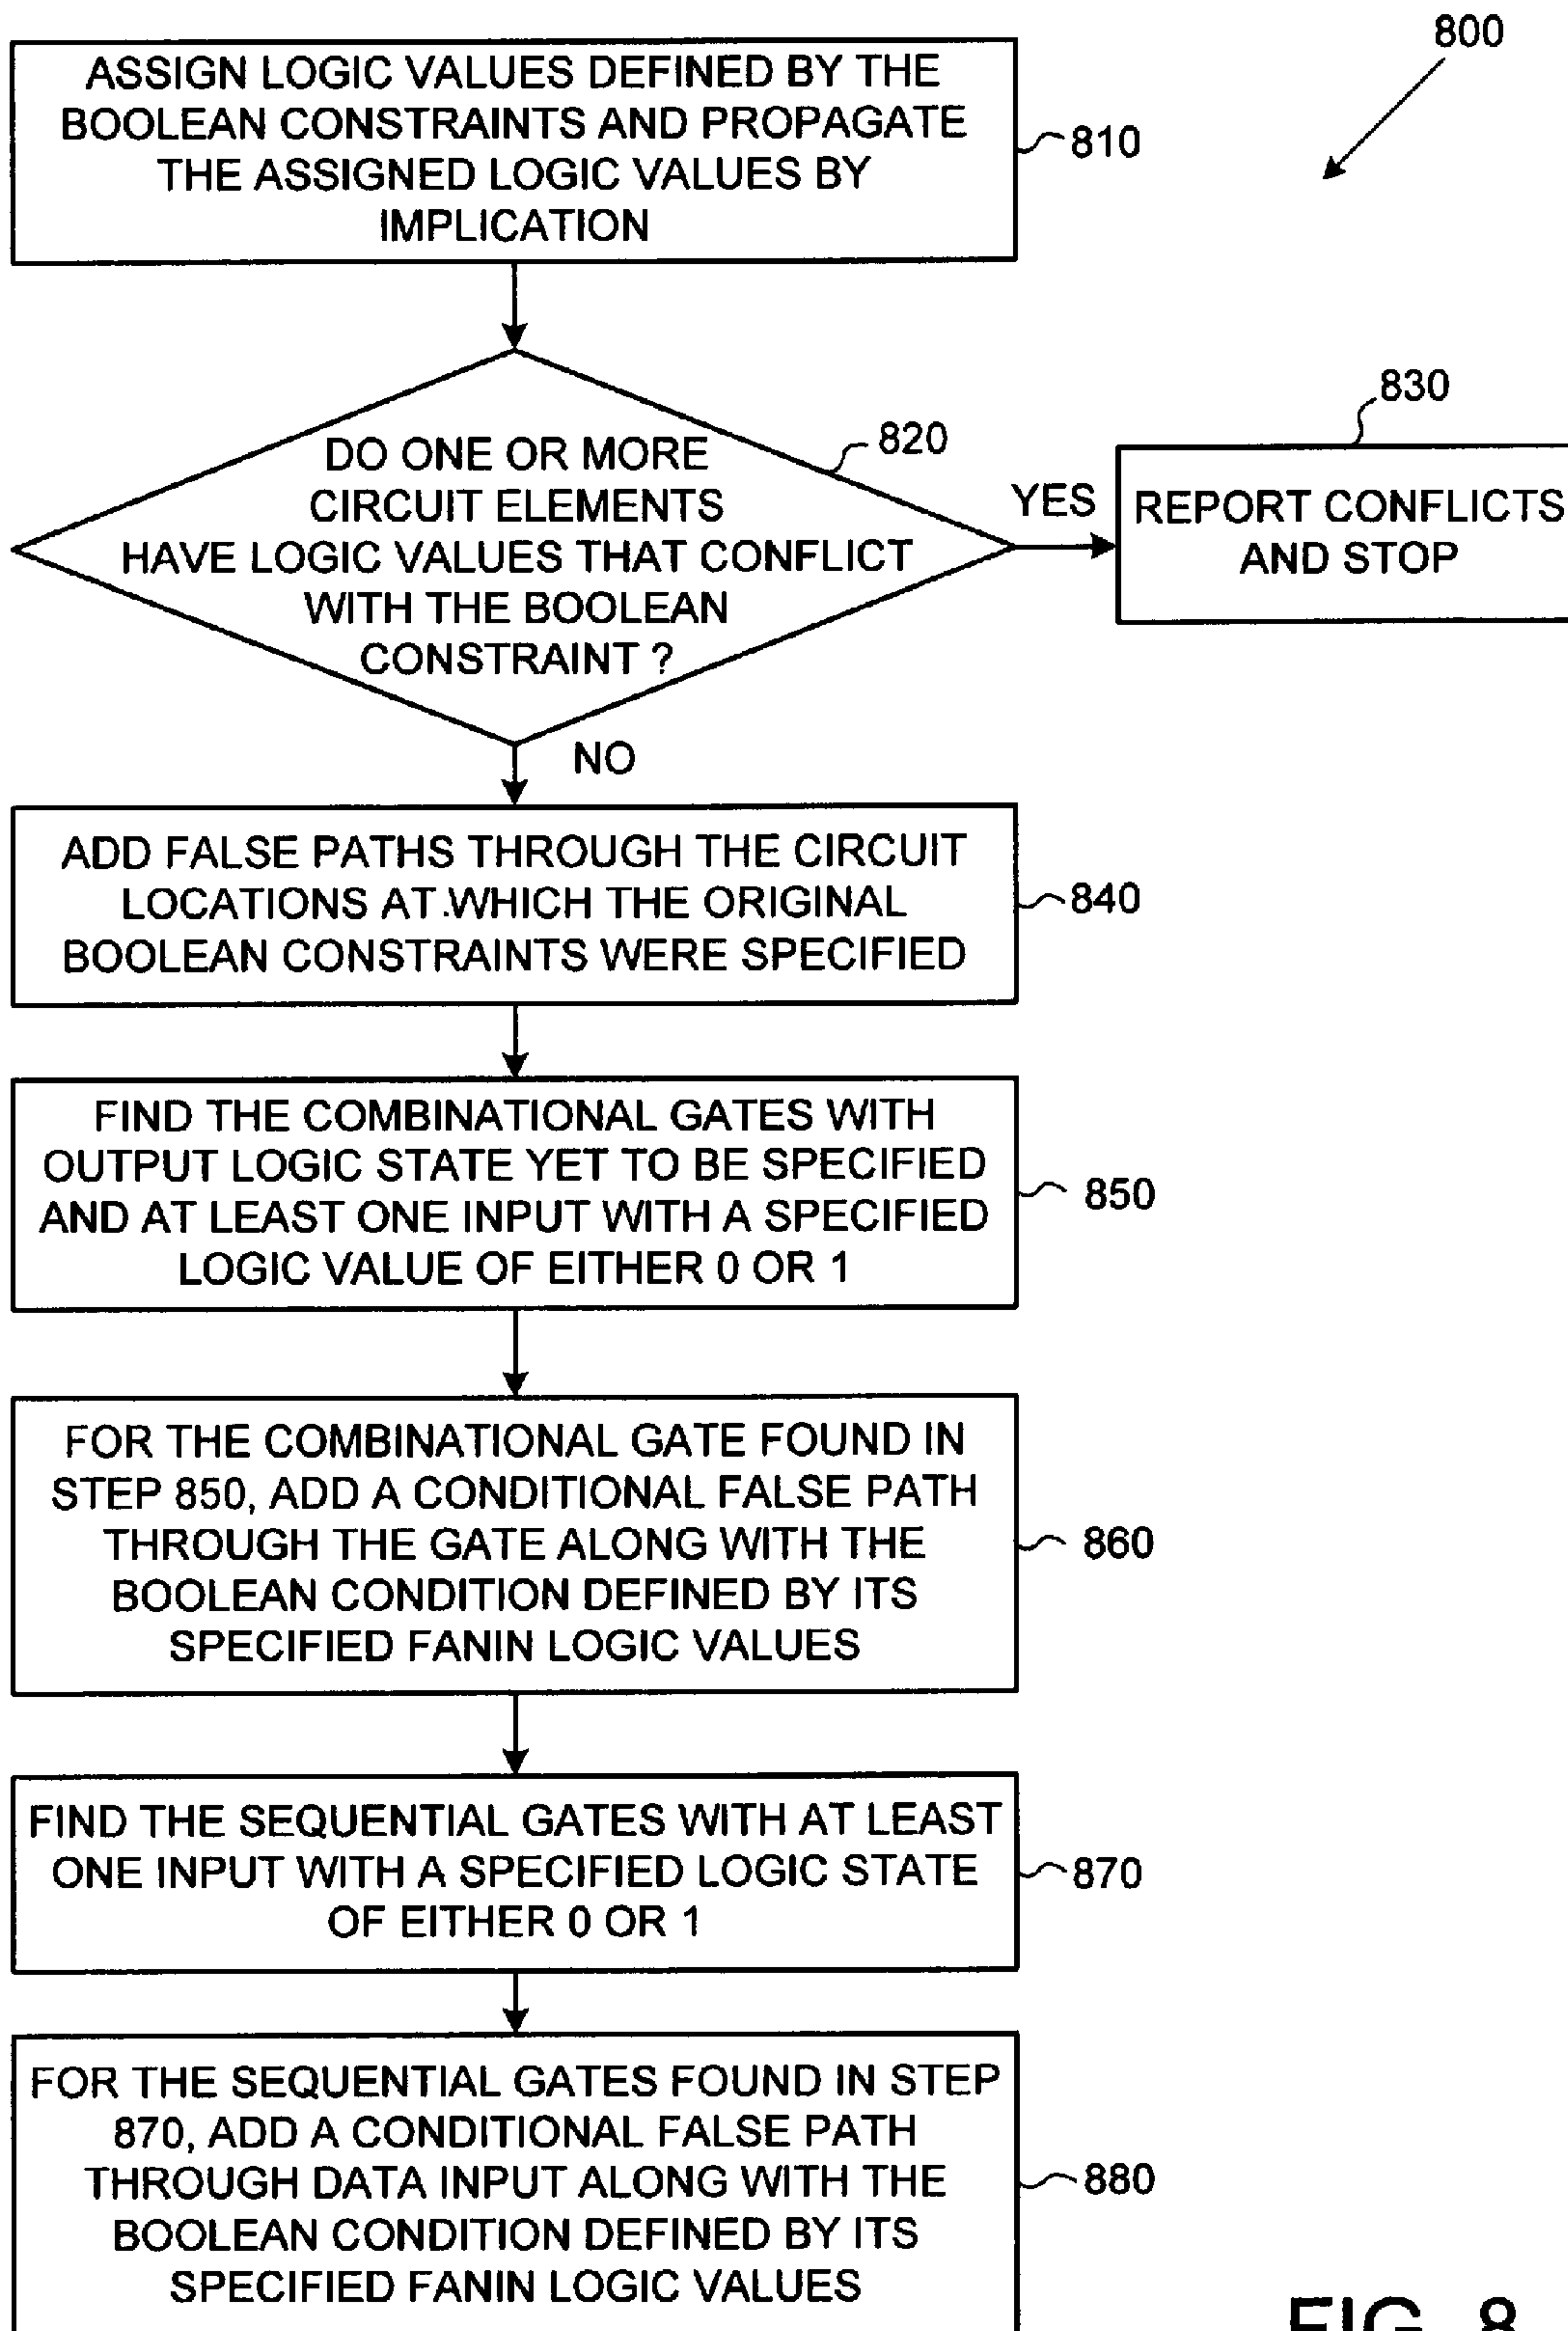 800
ASSIGN LOGIC VALUES DEFINED BY THE
BOOLEAN CONSTRAINTS AND PROPAGATE
THE ASSIGNED LOGIC VALUES BY
IMPLICATION
810
DO ONE OR MORE
CIRCUIT ELEMENTS
HAVE LOGIC VALUES THAT CONFLICT
WITH THE BOOLEAN
CONSTRAINT ?
820
YES
830
REPORT CONFLICTS
AND STOP
NO
ADD FALSE PATHS THROUGH THE CIRCUIT
LOCATIONS AT WHICH THE ORIGINAL
BOOLEAN CONSTRAINTS WERE SPECIFIED
840
FIND THE COMBINATIONAL GATES WITH
OUTPUT LOGIC STATE YET TO BE SPECIFIED
AND AT LEAST ONE INPUT WITH A SPECIFIED
LOGIC VALUE OF EITHER 0 OR 1
850
FOR THE COMBINATIONAL GATE FOUND IN
STEP 850, ADD A CONDITIONAL FALSE PATH
THROUGH THE GATE ALONG WITH THE
BOOLEAN CONDITION DEFINED BY ITS
SPECIFIED FANIN LOGIC VALUES
860
FIND THE SEQUENTIAL GATES WITH AT LEAST
ONE INPUT WITH A SPECIFIED LOGIC STATE
OF EITHER 0 OR 1
870
FOR THE SEQUENTIAL GATES FOUND IN STEP
870, ADD A CONDITIONAL FALSE PATH
THROUGH DATA INPUT ALONG WITH THE
BOOLEAN CONDITION DEFINED BY ITS
SPECIFIED FANIN LOGIC VALUES
880
FIG. 8